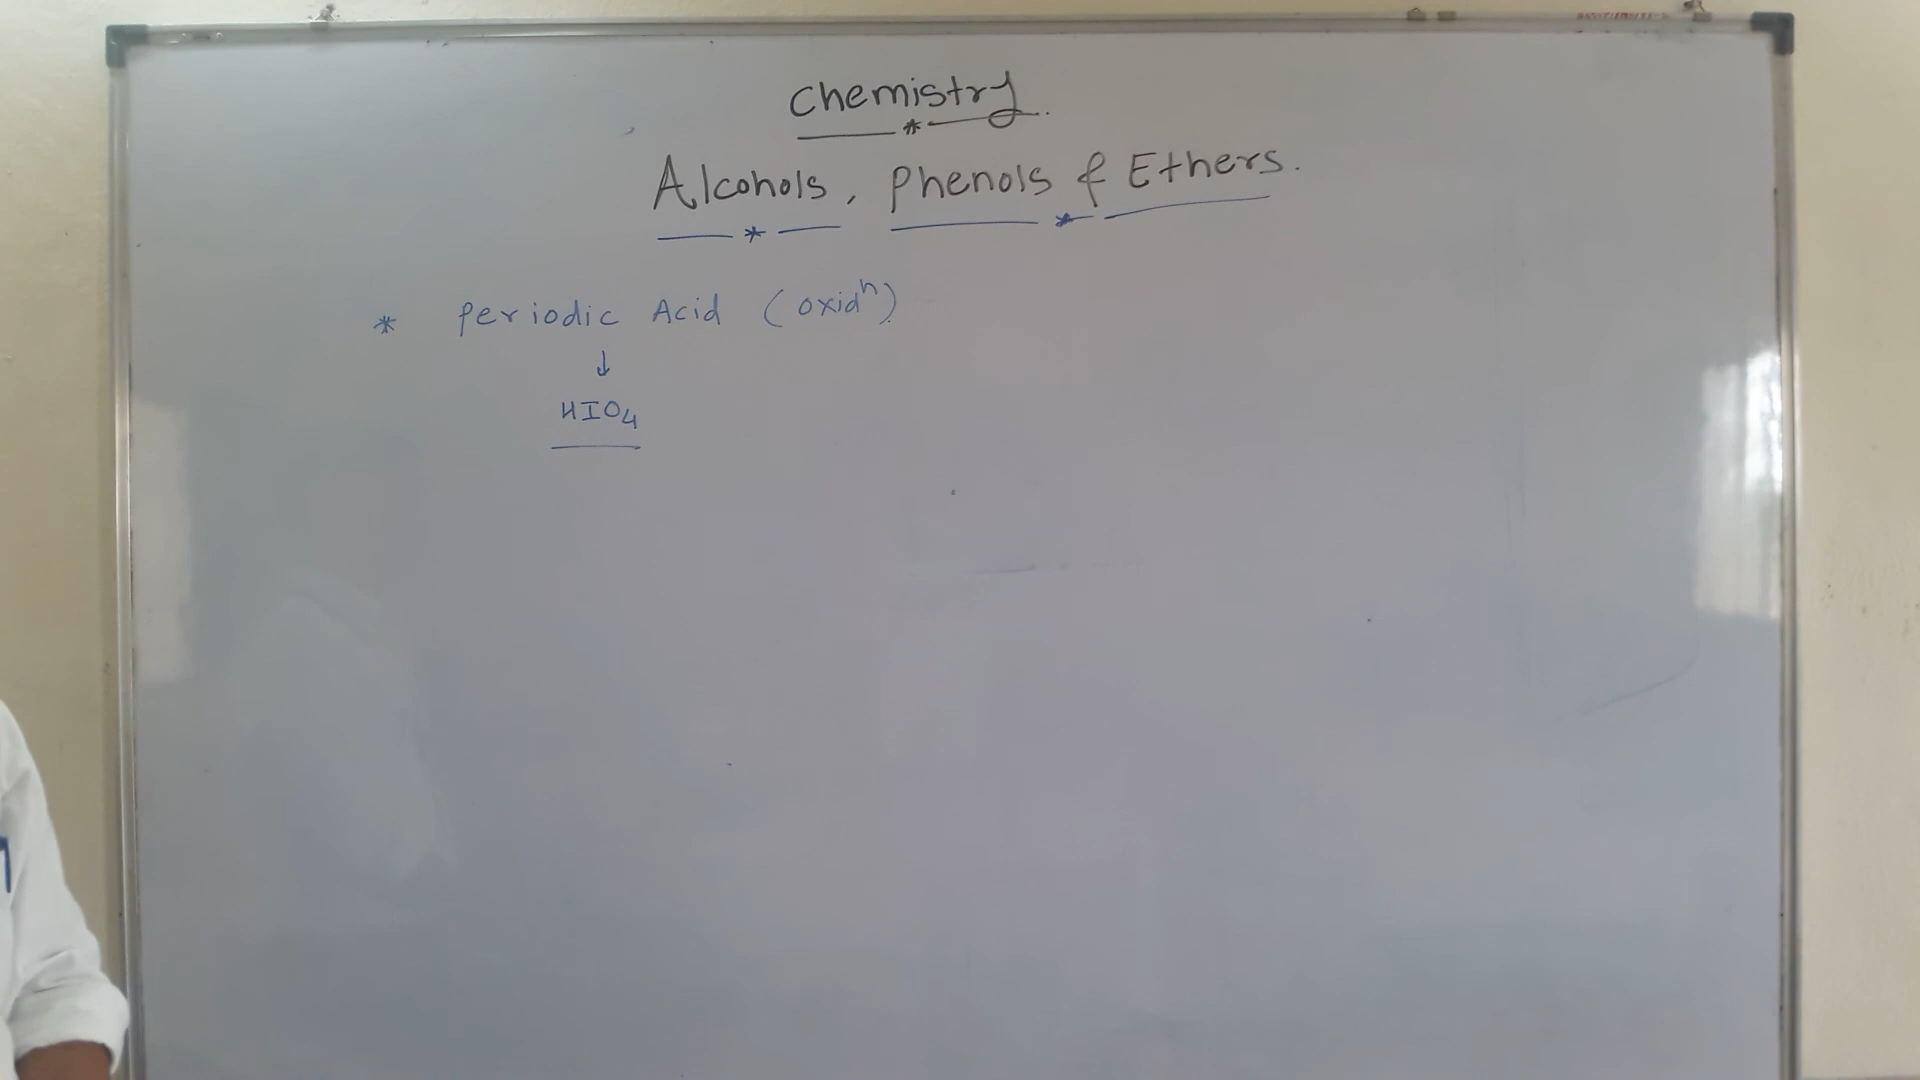 Chemistry.
Alcohols, Phenols & Ethers.
* Periodic Acid (oxidⁿ)
↓
HIO₄